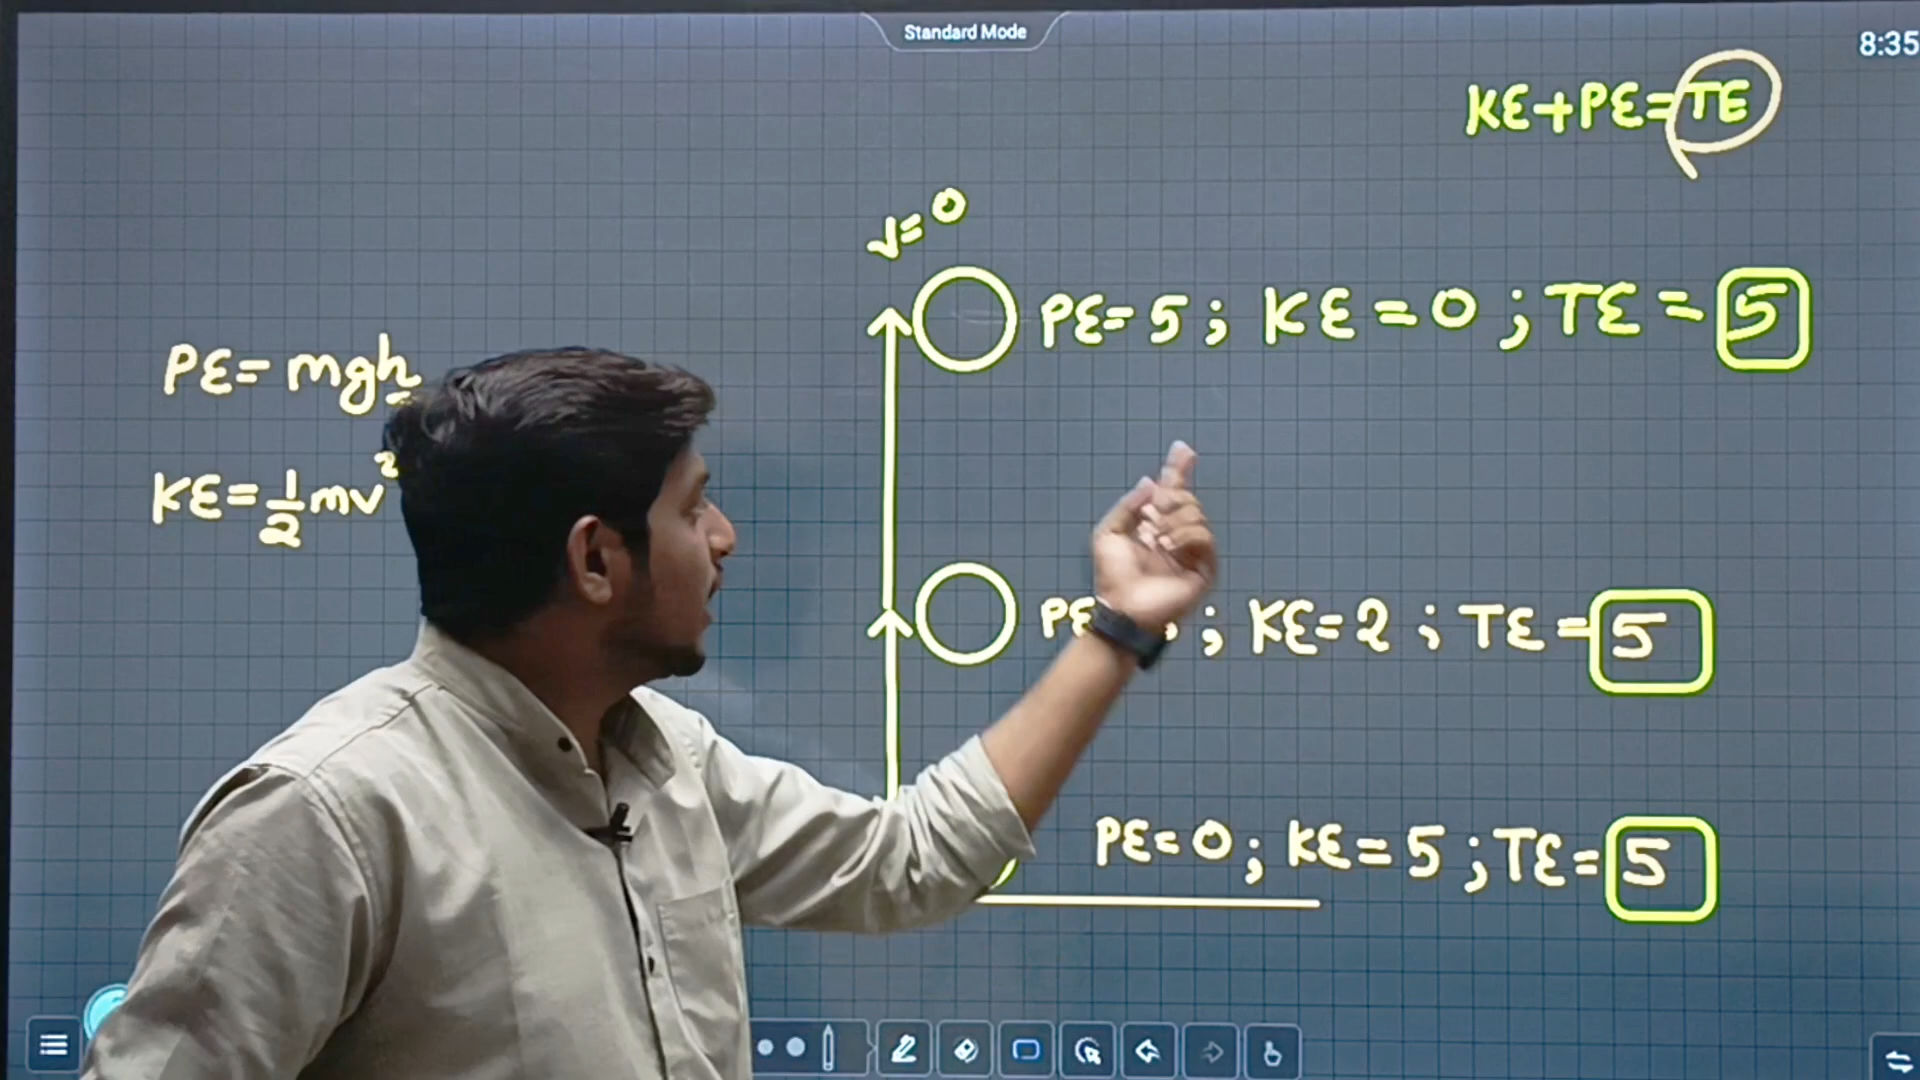 Standard Mode
8:35
KE+PE=TE
v=0
PE=5; KE=0; TE=5
PE=mgh
KE=1/2mv²
PE ; KE=2; TE=5
PE=0; KE=5; TE=5